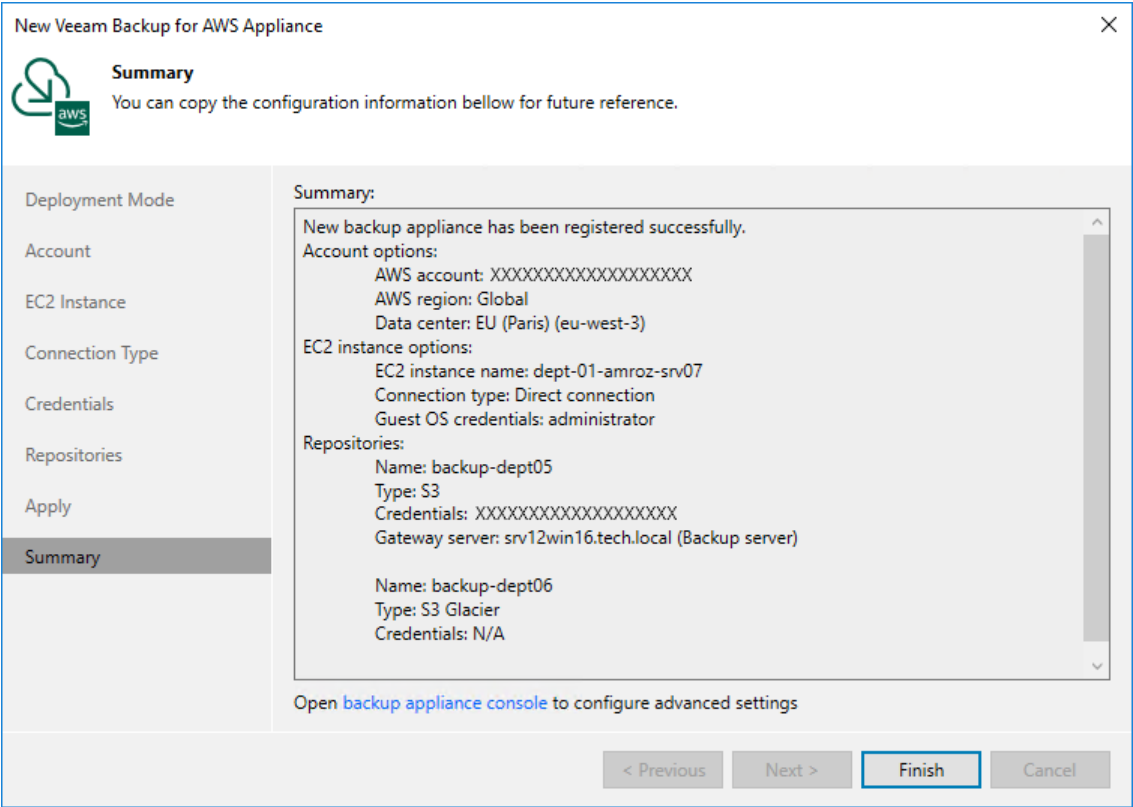 New Veeam Backup for AWS Appliance
Summary
You can copy the configuration information bellow for future reference.
aws
Deployment Mode
Account
EC2 Instance
Connection Type
Credentials
Repositories
Apply
Summary
Summary:
New backup appliance has been registered successfully.
Account options:
AWS account: XXXXXXXXXXXXXXXXXXX
AWS region: Global
Data center: EU (Paris) (eu-west-3)
EC2 instance options:
EC2 instance name: dept-01-amroz-srv07
Connection type: Direct connection
Guest OS credentials: administrator
Repositories:
Name: backup-dept05
Type: S3
Credentials: XXXXXXXXXXXXXXXXXXX
Gateway server: srv12win16.tech.local (Backup server)
Name: backup-dept06
Type: S3 Glacier
Credentials: N/A
Open backup appliance console to configure advanced settings
< Previous
Next >
Finish
Cancel